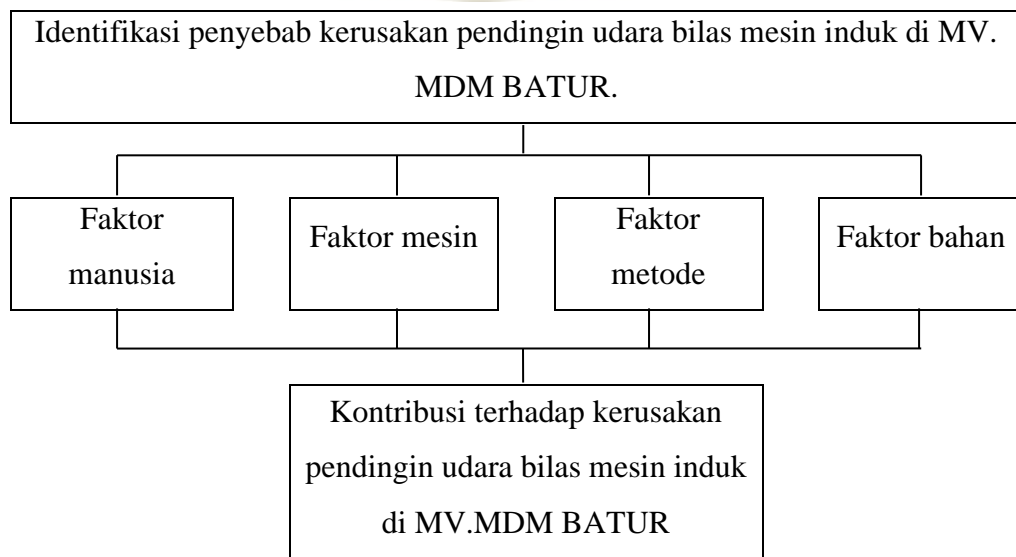 Identifikasi penyebab kerusakan pendingin udara bilas mesin induk di MV.
MDM BATUR.
Faktor
manusia
Faktor mesin
Faktor
metode
Faktor bahan
Kontribusi terhadap kerusakan
pendingin udara bilas mesin induk
di MV.MDM BATUR